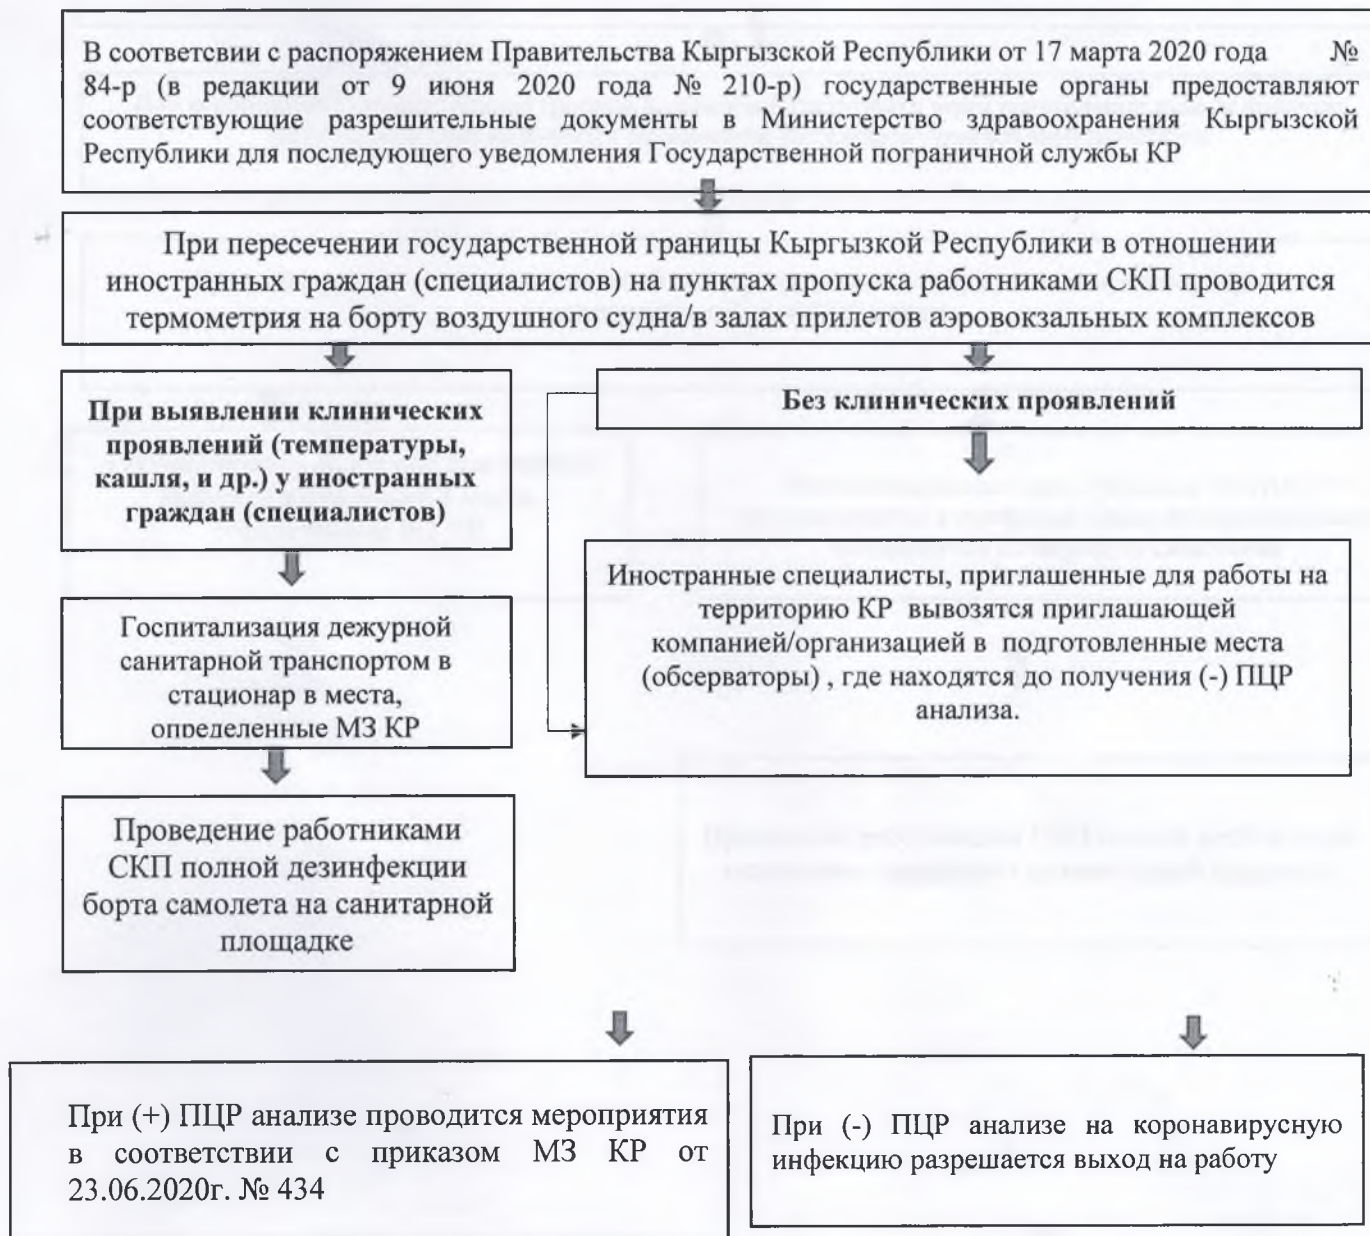 В соответсвии с распоряжением Правительства Кыргызской Республики от 17 марта 2020 года №
84-р (в редакции от 9 июня 2020 года № 210-р) государственные органы предоставляют
соответствующие разрешительные документы в Министерство здравоохранения Кыргызской
Республики для последующего уведомления Государственной пограничной службы КР
При пересечении государственной границы Кыргызкой Республики в отношении
иностранных граждан (специалистов) на пунктах пропуска работниками СКП проводится
термометрия на борту воздушного судна/в залах прилетов аэровокзальных комплексов
При выявлении клинических
проявлений (температуры,
кашля, и др.) у иностранных
граждан (специалистов)
Без клинических проявлений
Госпитализация дежурной
санитарной транспортом в
стационар в места,
определенные МЗ КР
Иностранные специалисты, приглашенные для работы на
территорию КР вывозятся приглашающей
компанией/организацией в подготовленные места
(обсерваторы) , где находятся до получения (-) ПЦР
анализа.
Проведение работниками
СКП полной дезинфекции
борта самолета на санитарной
площадке
При (+) ПЦР анализе проводится мероприятия
в соответствии с приказом МЗ КР от
23.06.2020г. № 434
При (-) ПЦР анализе на коронавирусную
инфекцию разрешается выход на работу